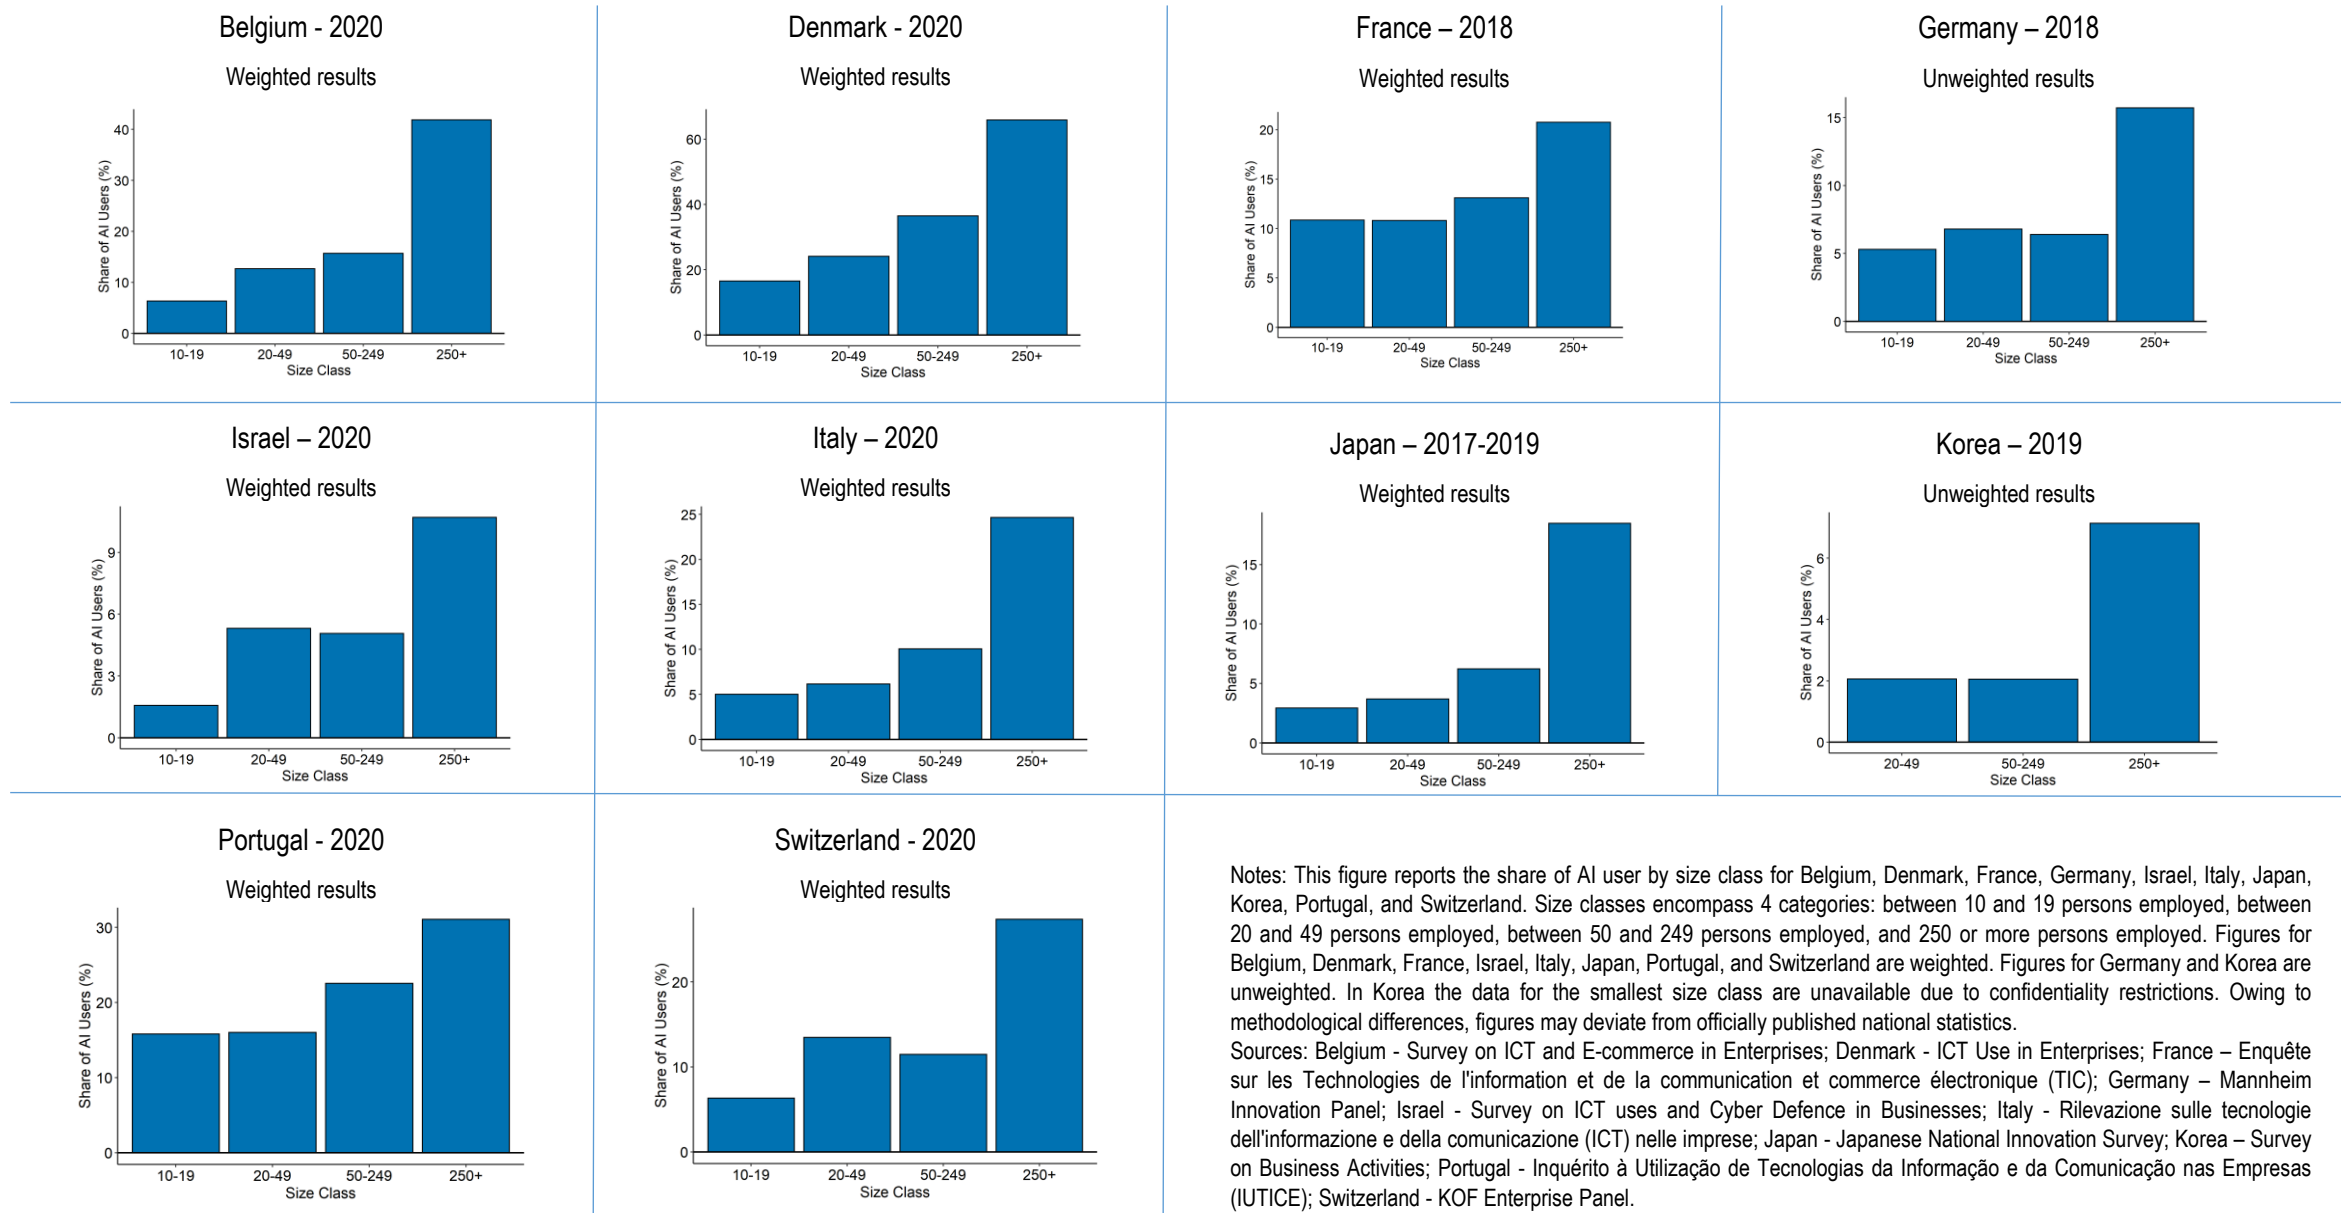 Belgium - 2020
Weighted results
Share of AI Users (%)
40
30
20
10
0
10-19 20-49 50-249 250+
Size Class
Denmark - 2020
Weighted results
Share of AI Users (%)
60
40
20
0
10-19 20-49 50-249 250+
Size Class
France – 2018
Weighted results
Share of AI Users (%)
20
15
10
5
0
10-19 20-49 50-249 250+
Size Class
Germany – 2018
Unweighted results
Share of AI Users (%)
15
10
5
0
10-19 20-49 50-249 250+
Size Class
Israel – 2020
Weighted results
Share of AI Users (%)
9
6
3
0
10-19 20-49 50-249 250+
Size Class
Italy – 2020
Weighted results
Share of AI Users (%)
25
20
15
10
5
0
10-19 20-49 50-249 250+
Size Class
Japan – 2017-2019
Weighted results
Share of AI Users (%)
15
10
5
0
10-19 20-49 50-249 250+
Size Class
Korea – 2019
Unweighted results
Share of AI Users (%)
6
4
2
0
20-49 50-249 250+
Size Class
Portugal - 2020
Weighted results
Share of AI Users (%)
30
20
10
0
10-19 20-49 50-249 250+
Size Class
Switzerland - 2020
Weighted results
Share of AI Users (%)
20
10
0
10-19 20-49 50-249 250+
Size Class
Notes: This figure reports the share of AI user by size class for Belgium, Denmark, France, Germany, Israel, Italy, Japan,
Korea, Portugal, and Switzerland. Size classes encompass 4 categories: between 10 and 19 persons employed, between
20 and 49 persons employed, between 50 and 249 persons employed, and 250 or more persons employed. Figures for
Belgium, Denmark, France, Israel, Italy, Japan, Portugal, and Switzerland are weighted. Figures for Germany and Korea are
unweighted. In Korea the data for the smallest size class are unavailable due to confidentiality restrictions. Owing to
methodological differences, figures may deviate from officially published national statistics.
Sources: Belgium - Survey on ICT and E-commerce in Enterprises; Denmark - ICT Use in Enterprises; France – Enquête
sur les Technologies de l'information et de la communication et commerce électronique (TIC); Germany – Mannheim
Innovation Panel; Israel - Survey on ICT uses and Cyber Defence in Businesses; Italy - Rilevazione sulle tecnologie
dell'informazione e della comunicazione (ICT) nelle imprese; Japan - Japanese National Innovation Survey; Korea – Survey
on Business Activities; Portugal - Inquérito à Utilização de Tecnologias da Informação e da Comunicação nas Empresas
(IUTICE); Switzerland - KOF Enterprise Panel.